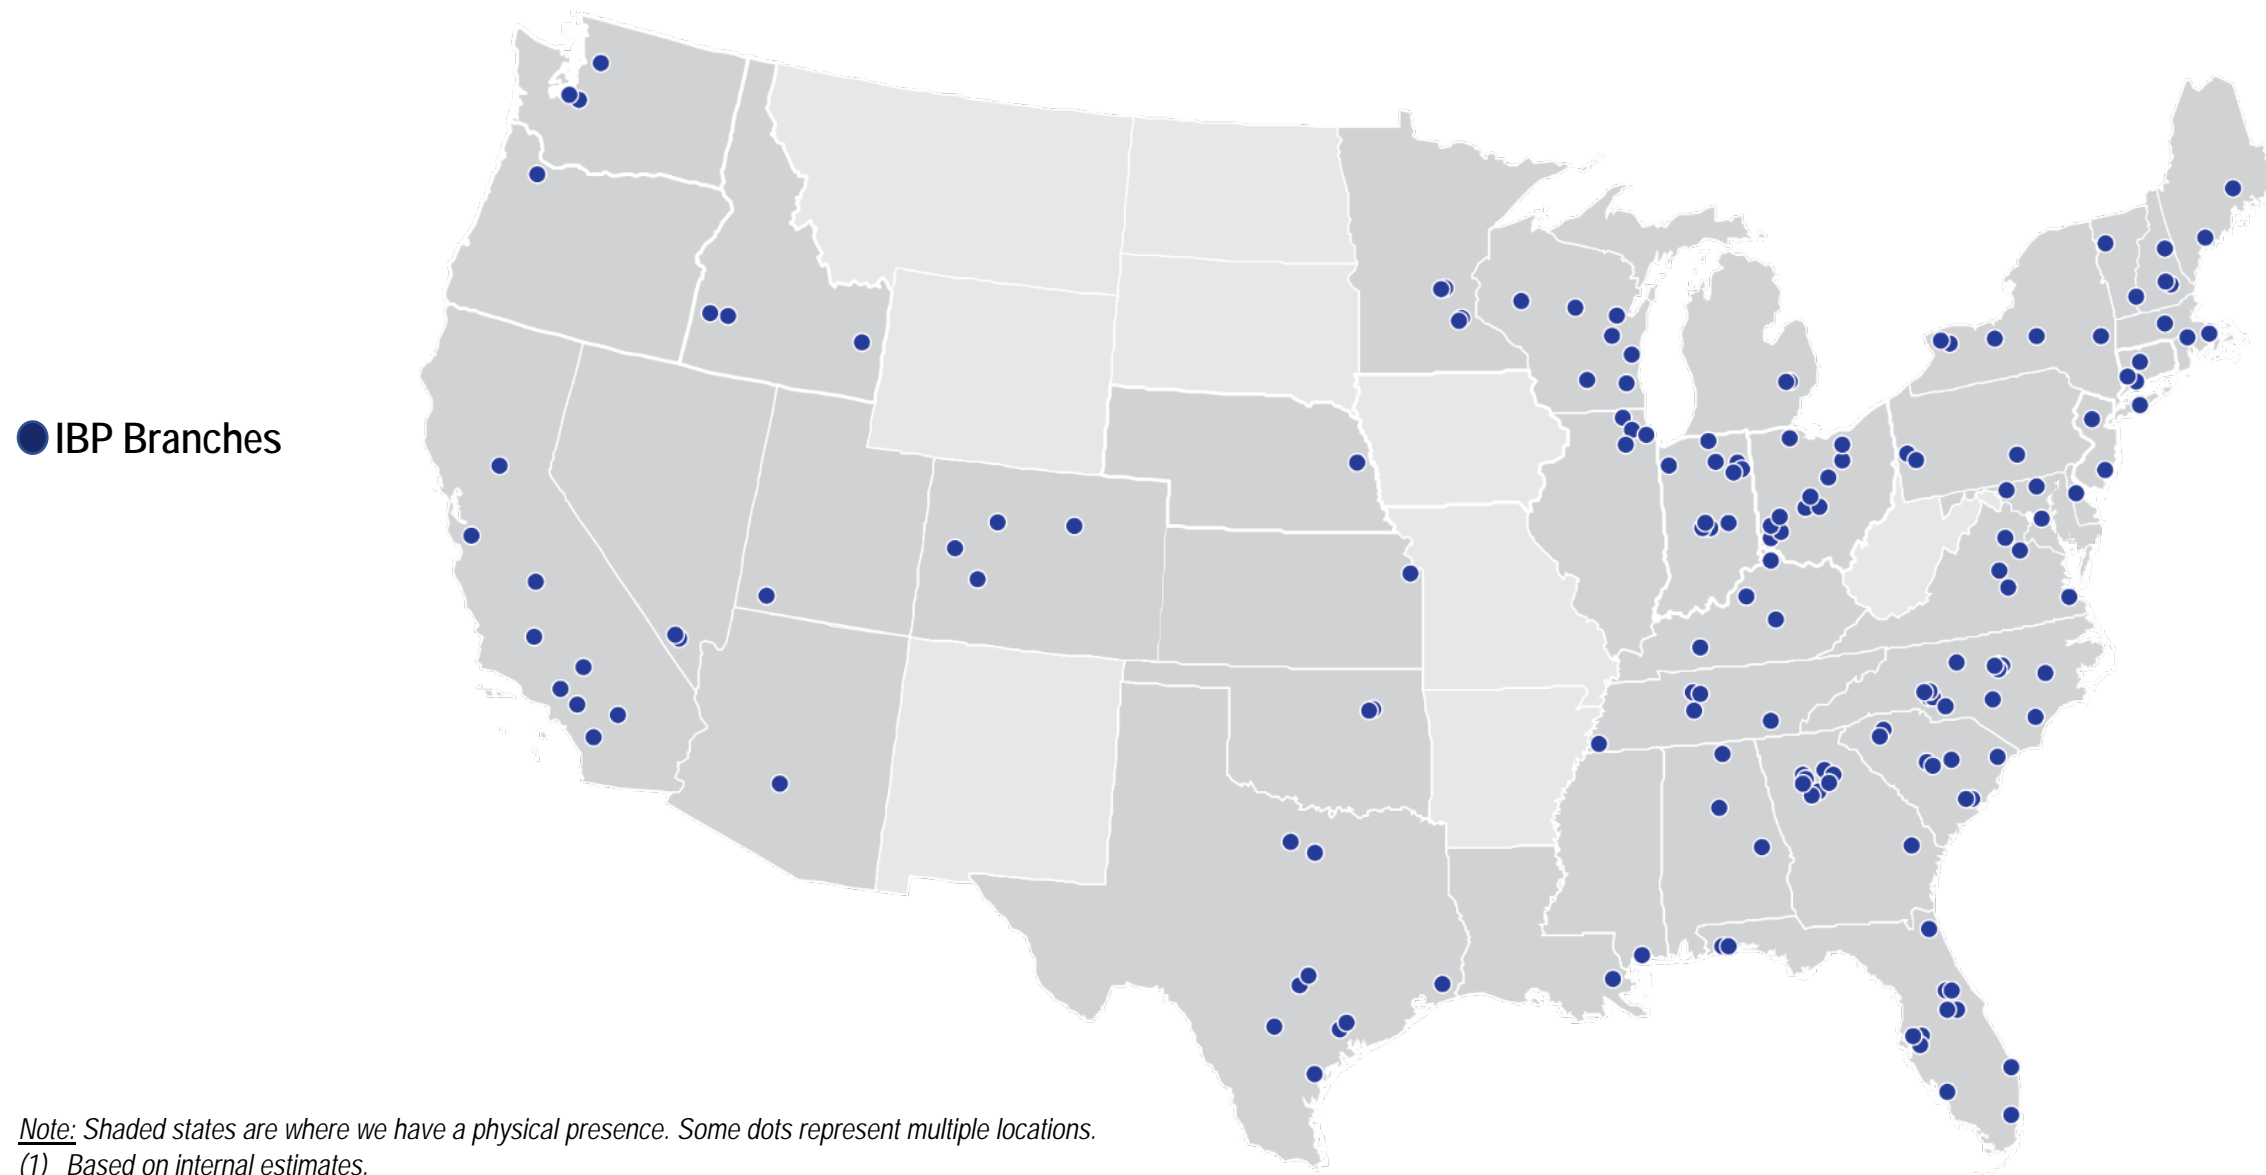 IBP Branches
Note: Shaded states are where we have a physical presence. Some dots represent multiple locations.
(1) Based on internal estimates.